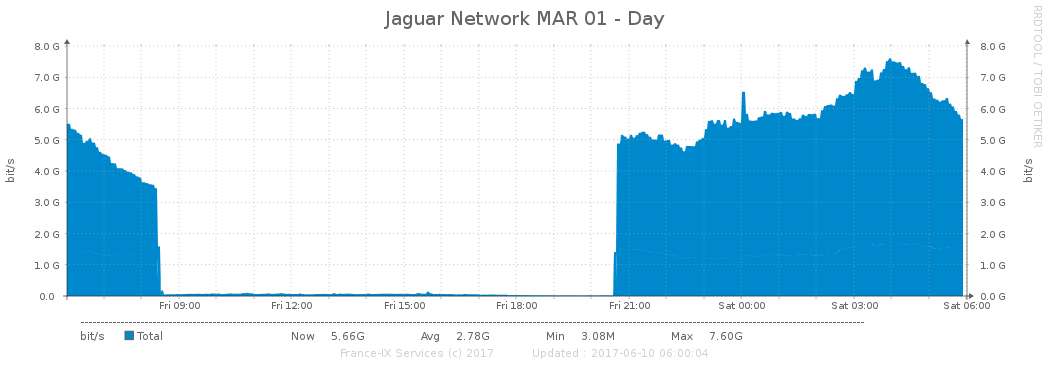 Jaguar Network MAR 01 - Day
RRDTOOL / TOBI OETIKER
bit/s
8.0 G
7.0 G
6.0 G
5.0 G
4.0 G
3.0 G
2.0 G
1.0 G
0.0
8.0 G
7.0 G
6.0 G
5.0 G
4.0 G
3.0 G
2.0 G
1.0 G
0.0 G
bit/s
Fri 09:00 Fri 12:00 Fri 15:00 Fri 18:00 Fri 21:00 Sat 00:00 Sat 03:00 Sat 06:00
bit/s Total Now 5.66G Avg 2.78G Min 3.08M Max 7.60G
France-IX Services (c) 2017 Updated : 2017-06-10 06:00:04